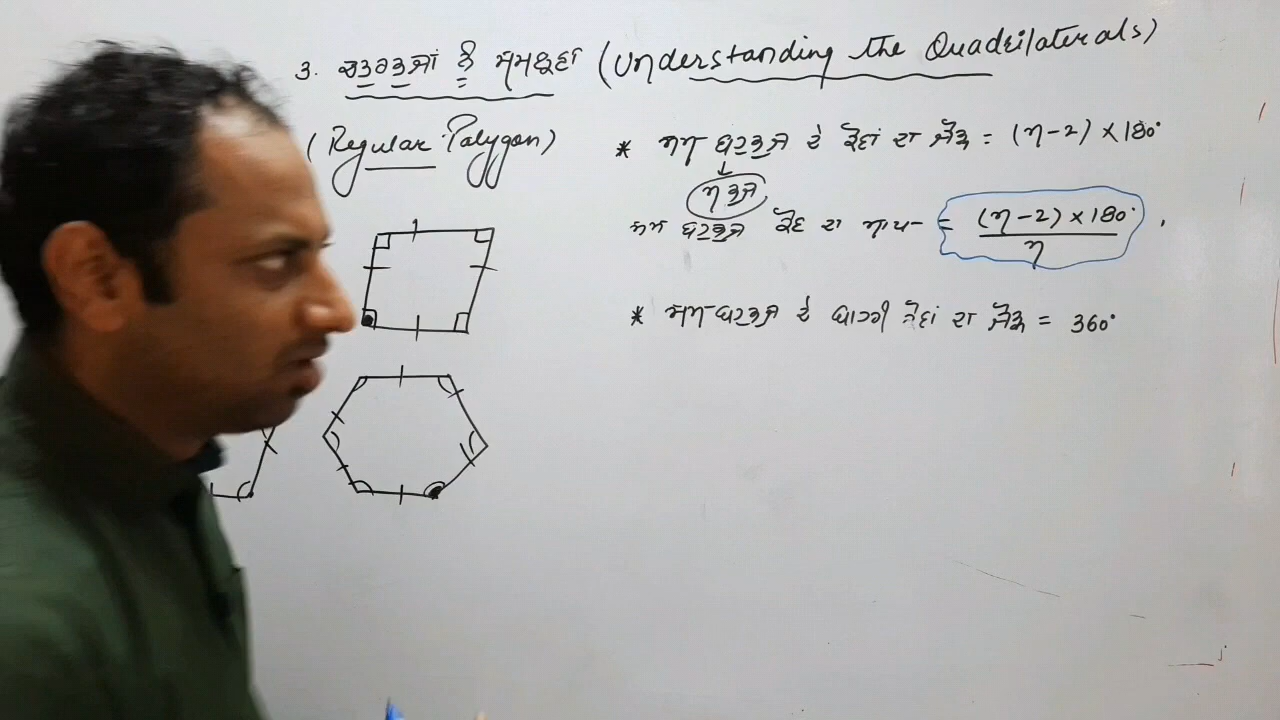 3. ਚਤੁਰਭੁਜਾਂ ਨੂੰ ਸਮਝਣਾ (Understanding the Quadrilaterals)
(Regular Polygon)
* ਸਮ ਬਹੁਭੁਜ ਦੇ ਕੋਣਾਂ ਦਾ ਜੋੜ = (n-2) × 180°
n ਭੁਜ
ਸਮ ਬਹੁਭੁਜ ਕੋਣ ਦਾ ਮਾਪ = (n-2) × 180° / n
* ਸਮ ਬਹੁਭੁਜ ਦੇ ਬਾਹਰੀ ਕੋਣਾਂ ਦਾ ਜੋੜ = 360°